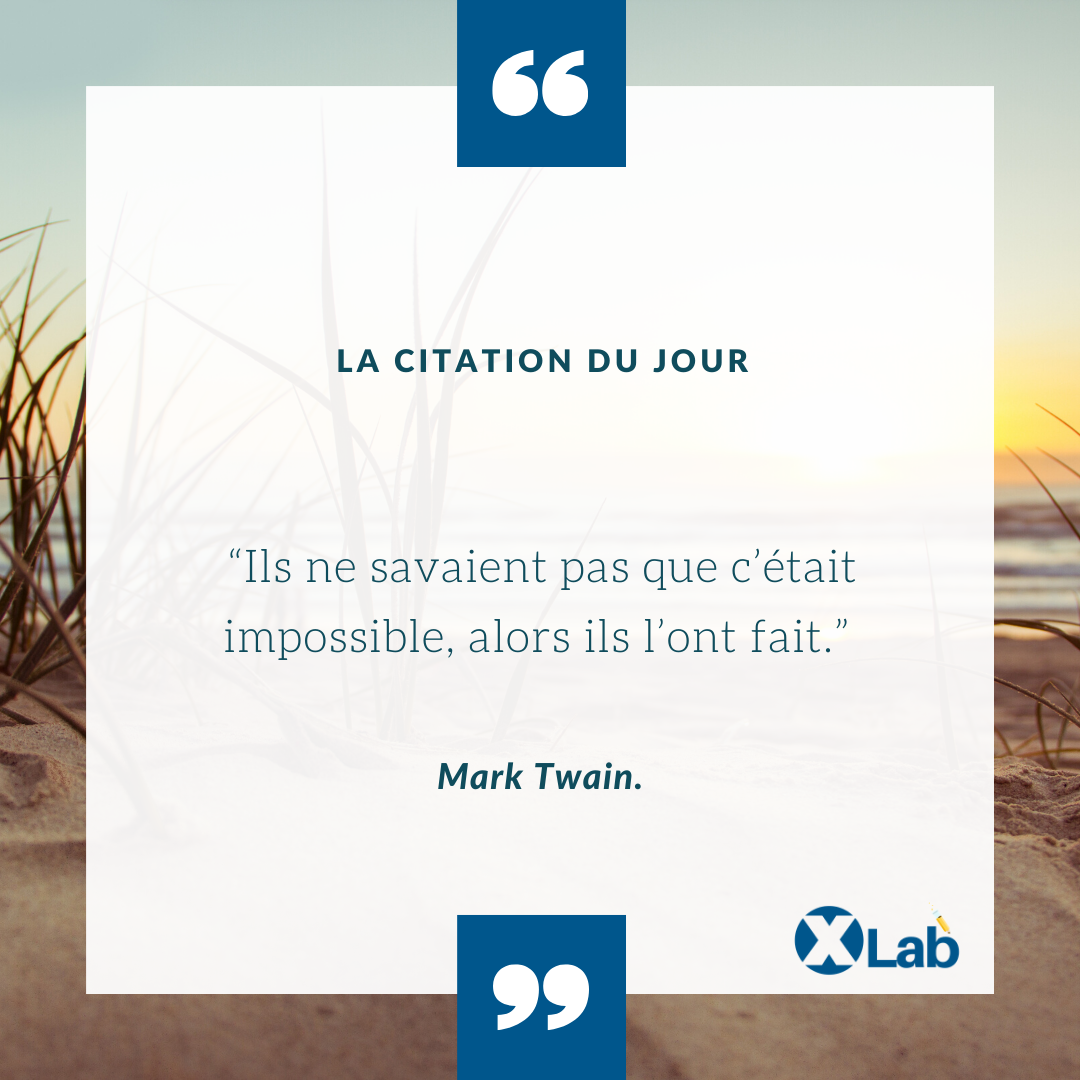 “
LA CITATION DU JOUR
“Ils ne savaient pas que c’était
impossible, alors ils l’ont fait.”
Mark Twain.
XLab
”